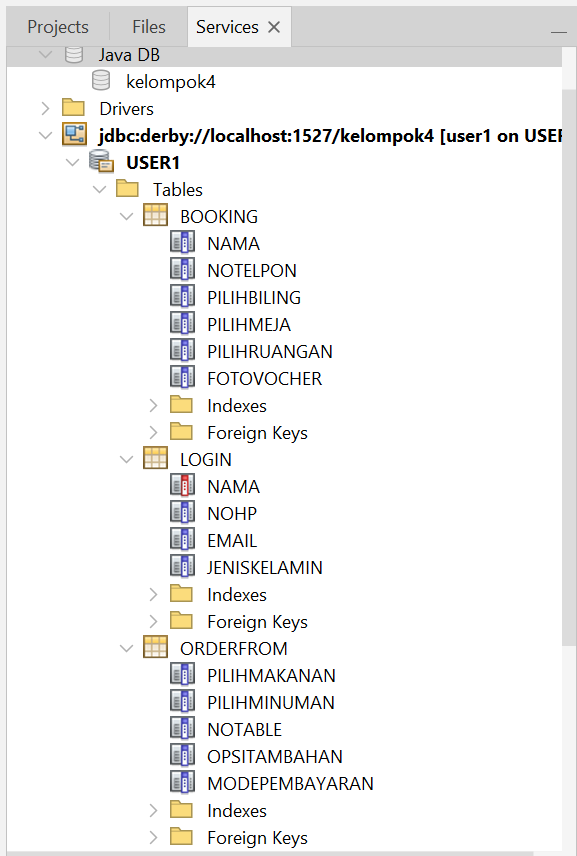 Projects Files Services
Java DB
kelompok4
Drivers
jdbc:derby://localhost:1527/kelompok4 [user1 on USER
USER1
Tables
BOOKING
NAMA
NOTELPON
PILIHBILING
PILIHMEJA
PILIHRUANGAN
FOTOVOCHER
Indexes
Foreign Keys
LOGIN
NAMA
NOHP
EMAIL
JENISKELAMIN
Indexes
Foreign Keys
ORDERFROM
PILIHMAKANAN
PILIHMINUMAN
NOTABLE
OPSITAMBAHAN
MODEPEMBAYARAN
Indexes
Foreign Keys